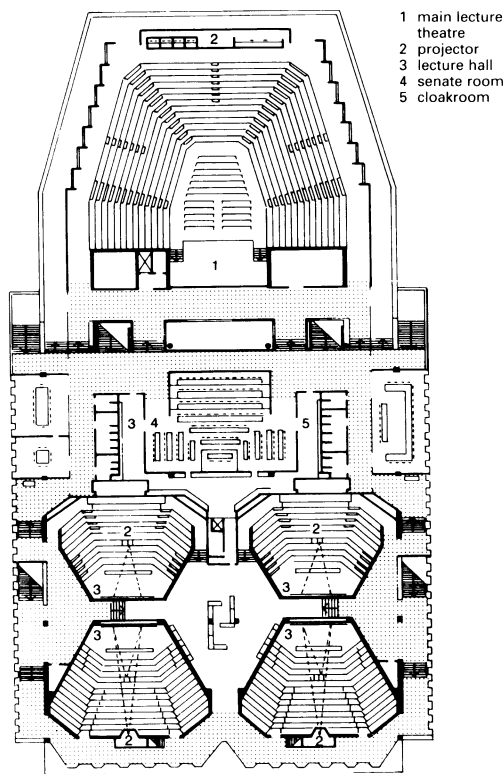 1 main lecture
theatre
2 projector
3 lecture hall
4 senate room
5 cloakroom
2
1
3 4 5
2 2
3 3
3 3
2 2